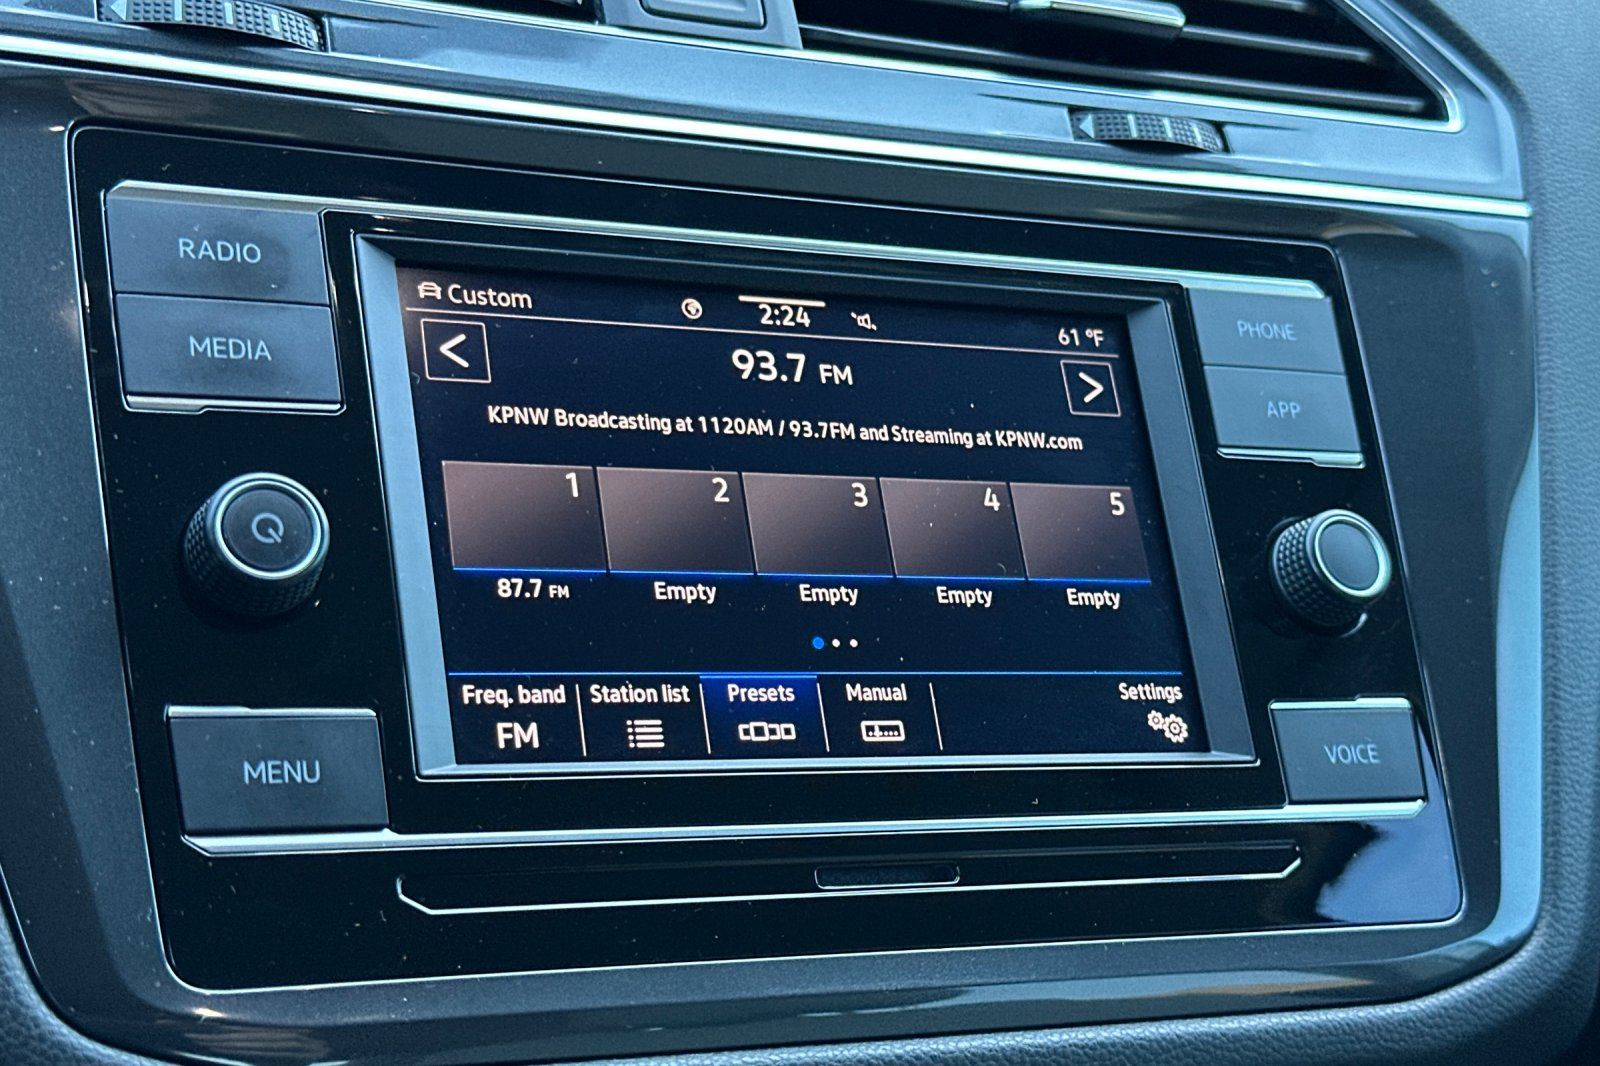 RADIO
MEDIA
MENU
Custom
2:24
61 °F
<
93.7 FM
>
KPNW Broadcasting at 1120AM / 93.7FM and Streaming at KPNW.com
1 2 3 4 5
87.7 FM Empty Empty Empty Empty
Freq. band Station list Presets Manual Settings
FM
PHONE
APP
VOICE